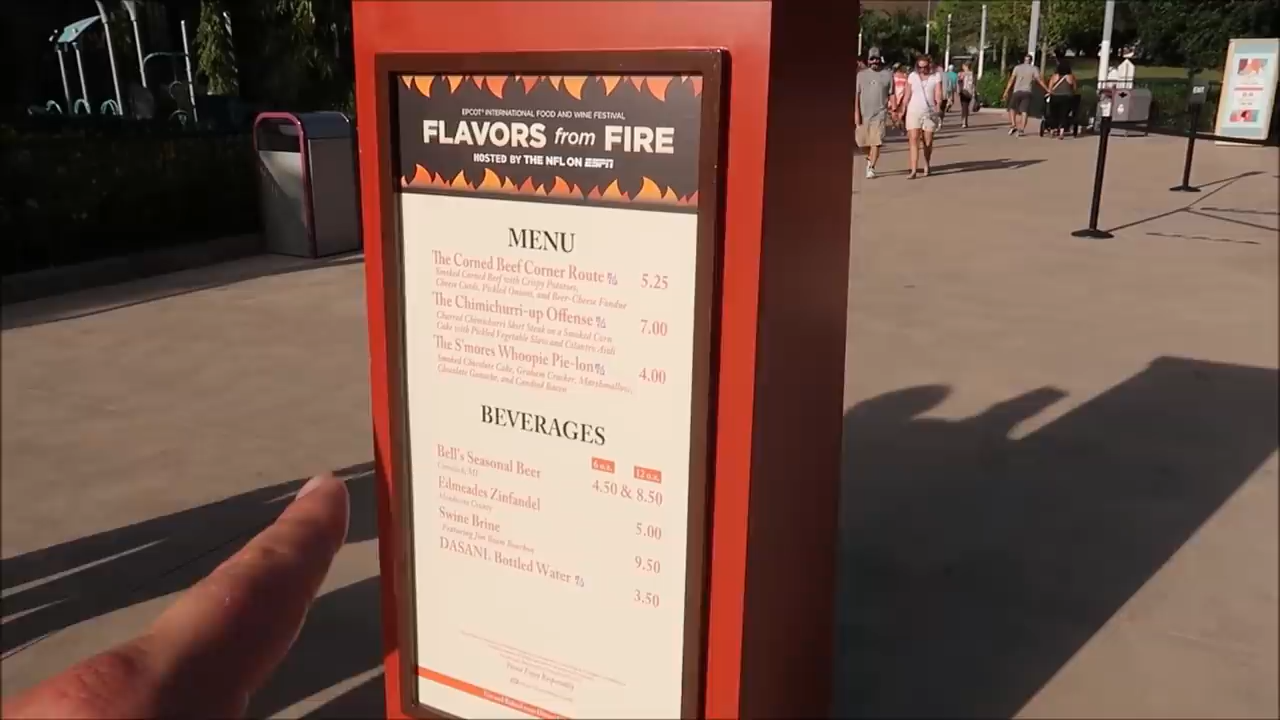 EPCOT® INTERNATIONAL FOOD AND WINE FESTIVAL
FLAVORS from FIRE
HOSTED BY THE NFL ON ESPN
MENU
The Corned Beef Corner Route 5.25
Smoked Corned Beef with Crispy Potatoes,
Cheese Curds, Pickled Onions, and Beer-Cheese Fondue
The Chimichurri-up Offense 7.00
Charred Chimichurri Skirt Steak on a Smoked Corn
Cake with Pickled Vegetable Slaw and Cilantro Aioli
The S'mores Whoopie Pie-lon 4.00
Smoked Chocolate Cake, Graham Cracker, Marshmallow,
Chocolate Ganache, and Candied Bacon
BEVERAGES
6 oz. 12 oz.
Bell's Seasonal Beer 4.50 & 8.50
Comstock, MI
Edmeades Zinfandel 5.00
Mendocino County
Swine Brine 9.50
Featuring Jim Beam Bourbon
DASANI® Bottled Water 3.50
EXIT